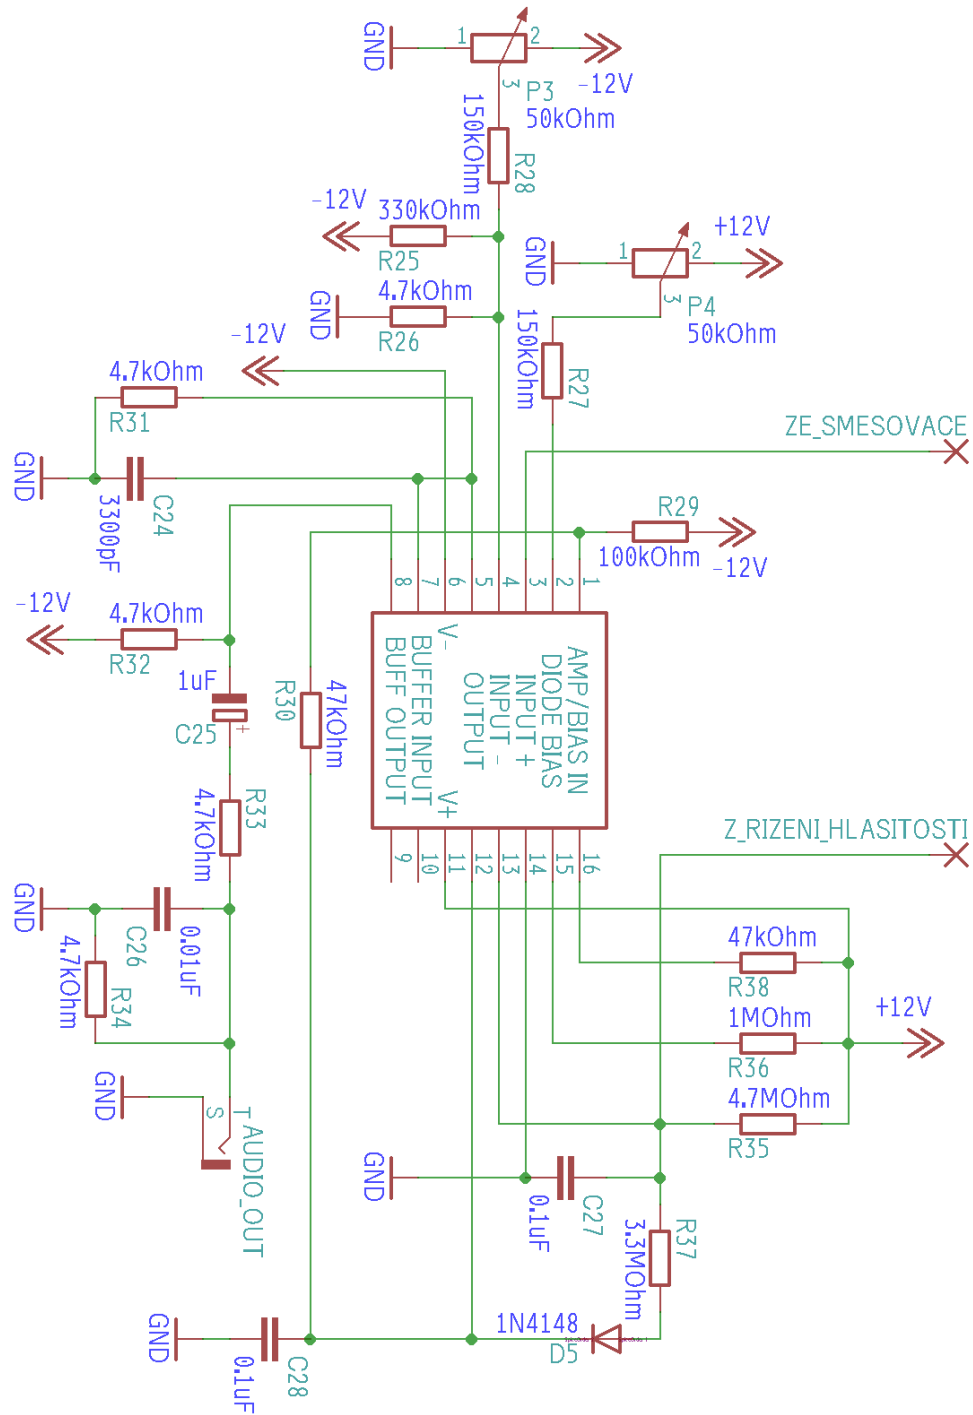 GND
1
2
3
-12V
P3
50kOhm
150kOhm
R28
-12V
330kOhm
R25
GND
4.7kOhm
R26
GND
1
2
+12V
3
P4
50kOhm
150kOhm
R27
-12V
4.7kOhm
R31
GND
3300pF
C24
ZE_SMESOVACE
R29
100kOhm
-12V
-12V
4.7kOhm
R32
1uF
C25
+
R30
47kOhm
8
7
6
5
4
3
2
1
BUFF OUTPUT
BUFFER INPUT
V-
OUTPUT
INPUT -
INPUT +
DIODE BIAS
AMP/BIAS IN
V+
9
10
11
12
13
14
15
16
4.7kOhm
R33
Z_RIZENI_HLASITOSTI
GND
C26
0.01uF
4.7kOhm
R34
47kOhm
R38
1MOhm
R36
+12V
4.7MOhm
R35
GND
S
T
AUDIO_OUT
GND
0.1uF
C27
3.3MOhm
R37
1N4148
D5
GND
0.1uF
C28